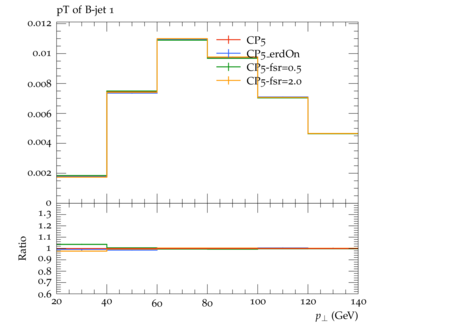 pT of B-jet 1
0.012
0.01
0.008
0.006
0.004
0.002
0
CP5
CP5_erdOn
CP5-fsr=0.5
CP5-fsr=2.0
1.3
1.2
1.1
1
0.9
0.8
0.7
0.6
Ratio
20 40 60 80 100 120 140
p⊥ (GeV)